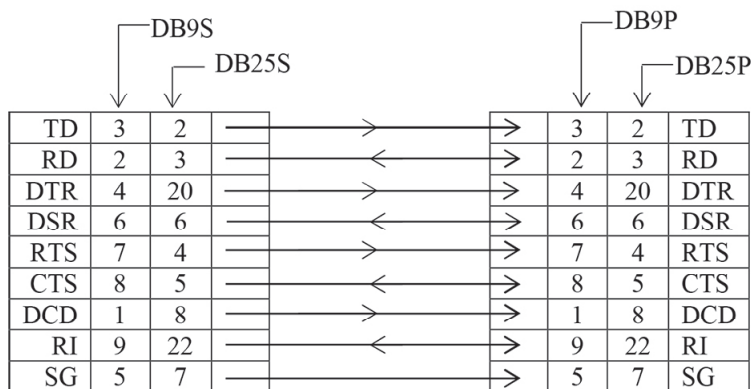 DB9S DB9P
DB25S DB25P
TD 3 2 3 2 TD
RD 2 3 2 3 RD
DTR 4 20 4 20 DTR
DSR 6 6 6 6 DSR
RTS 7 4 7 4 RTS
CTS 8 5 8 5 CTS
DCD 1 8 1 8 DCD
RI 9 22 9 22 RI
SG 5 7 5 7 SG